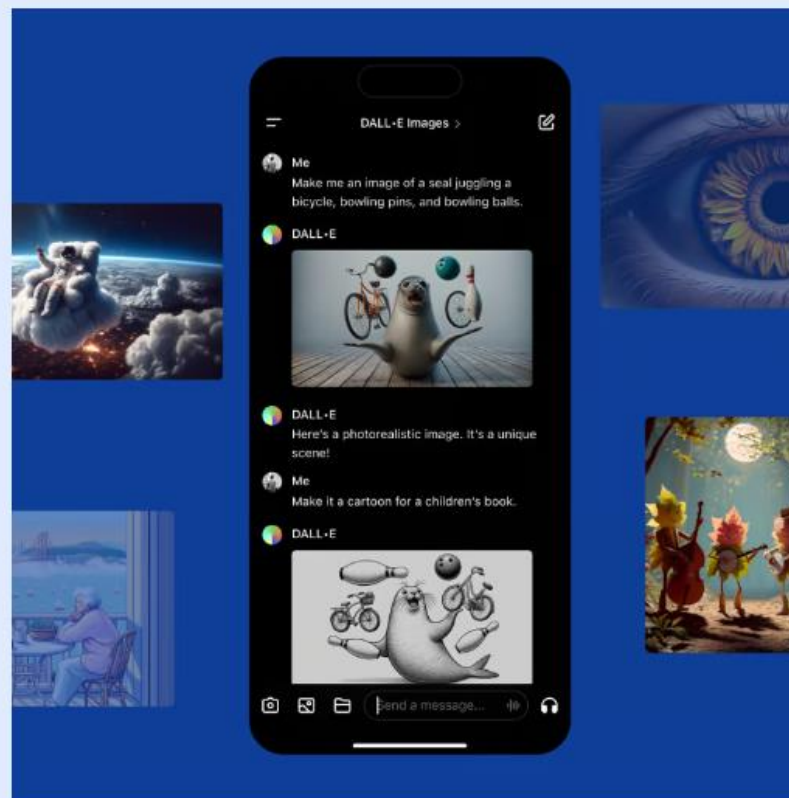 DALL·E Images >
Me
Make me an image of a seal juggling a
bicycle, bowling pins, and bowling balls.
DALL·E
DALL·E
Here's a photorealistic image. It's a unique
scene!
Me
Make it a cartoon for a children's book.
DALL·E
Send a message...